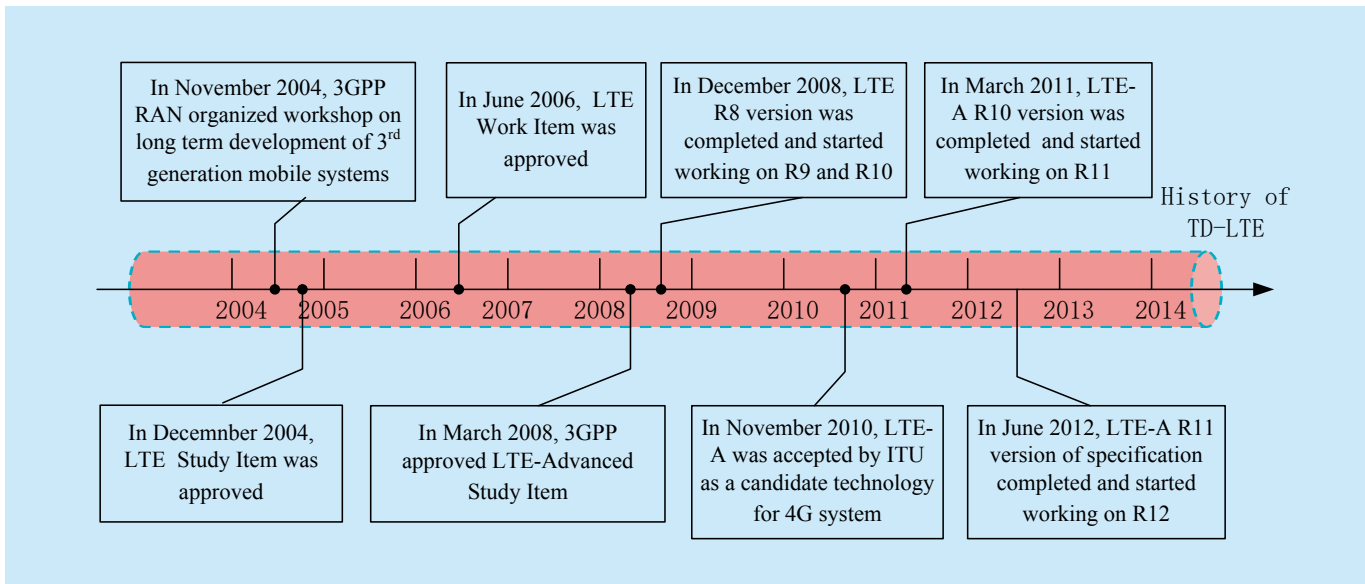 In November 2004, 3GPP
RAN organized workshop on
long term development of 3rd
generation mobile systems
In June 2006, LTE
Work Item was
approved
In December 2008, LTE
R8 version was
completed and started
working on R9 and R10
In March 2011, LTE-
A R10 version was
completed and started
working on R11
History of
TD-LTE
2004 2005 2006 2007 2008 2009 2010 2011 2012 2013 2014
In Decemnber 2004,
LTE Study Item was
approved
In March 2008, 3GPP
approved LTE-Advanced
Study Item
In November 2010, LTE-
A was accepted by ITU
as a candidate technology
for 4G system
In June 2012, LTE-A R11
version of specification
completed and started
working on R12